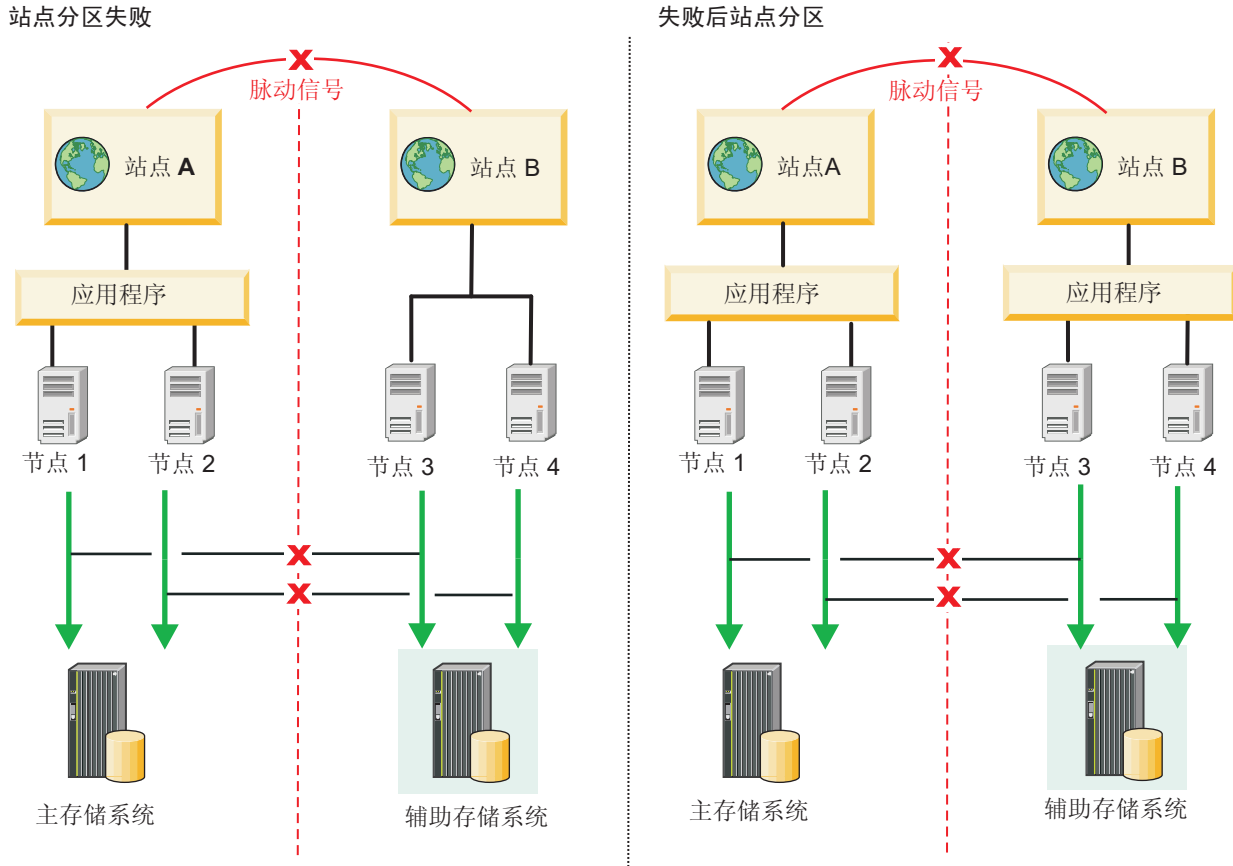 站点分区失败
脉动信号
站点 A
站点 B
应用程序
节点 1
节点 2
节点 3
节点 4
主存储系统
辅助存储系统
失败后站点分区
脉动信号
站点A
站点 B
应用程序
应用程序
节点 1
节点 2
节点 3
节点 4
主存储系统
辅助存储系统